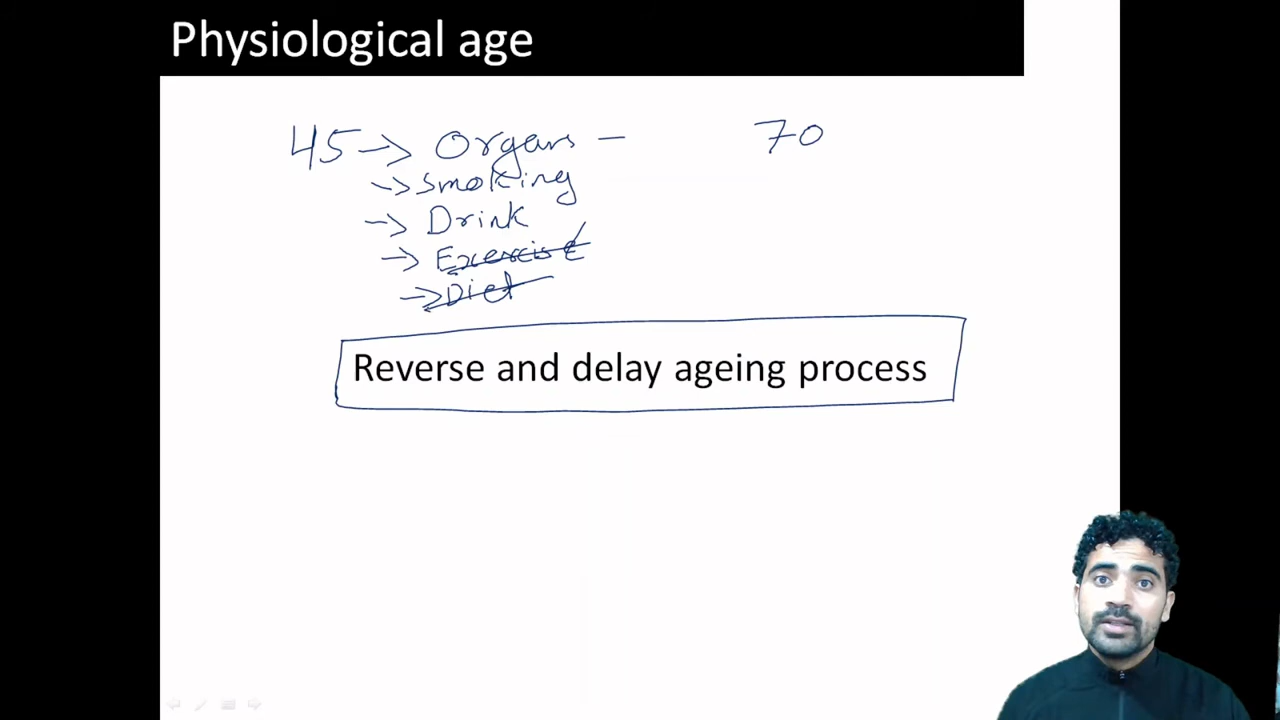 Physiological age
45 → Organs – 70
→ Smoking
→ Drink
→ Exercise
→ Diet
Reverse and delay ageing process